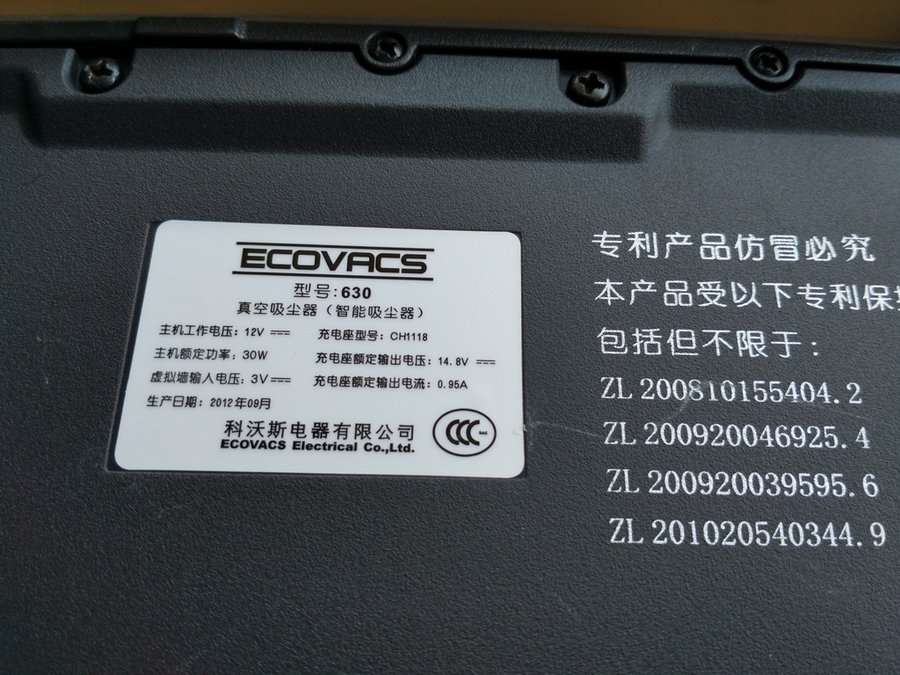 ECOVACS
型号:630
真空吸尘器（智能吸尘器）
主机工作电压：12V
充电座型号：CH1118
主机额定功率：30W
充电座额定输出电压：14.8V
虚拟墙输入电压：3V
充电座额定输出电流：0.95A
生产日期：2012年09月
科沃斯电器有限公司
ECOVACS Electrical Co.,Ltd.
CCC
专利产品仿冒必究
本产品受以下专利保
包括但不限于：
ZL 200810155404.2
ZL 200920046925.4
ZL 200920039595.6
ZL 201020540344.9